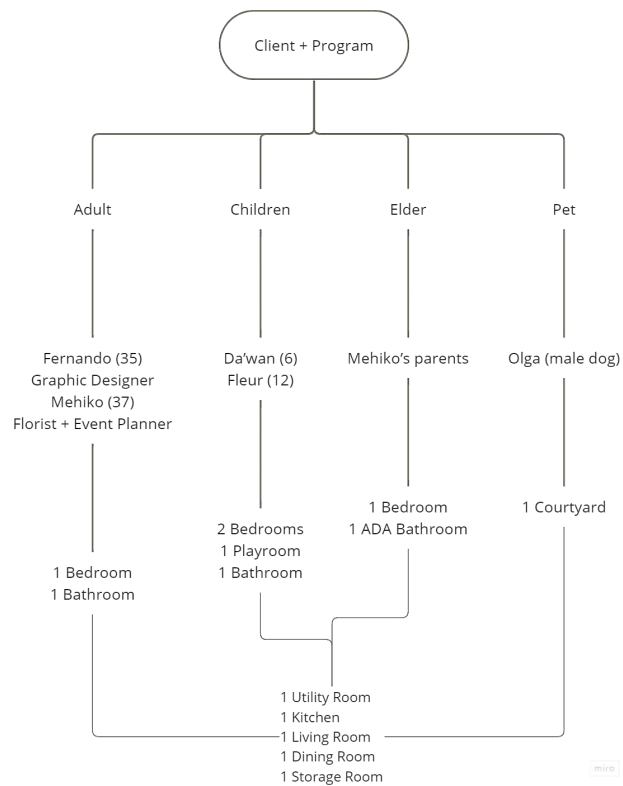 Client + Program
Adult
Children
Elder
Pet
Fernando (35)
Graphic Designer
Mehiko (37)
Florist + Event Planner
Da’wan (6)
Fleur (12)
Mehiko’s parents
Olga (male dog)
1 Bedroom
1 Bathroom
2 Bedrooms
1 Playroom
1 Bathroom
1 Bedroom
1 ADA Bathroom
1 Courtyard
1 Utility Room
1 Kitchen
1 Living Room
1 Dining Room
1 Storage Room
miro